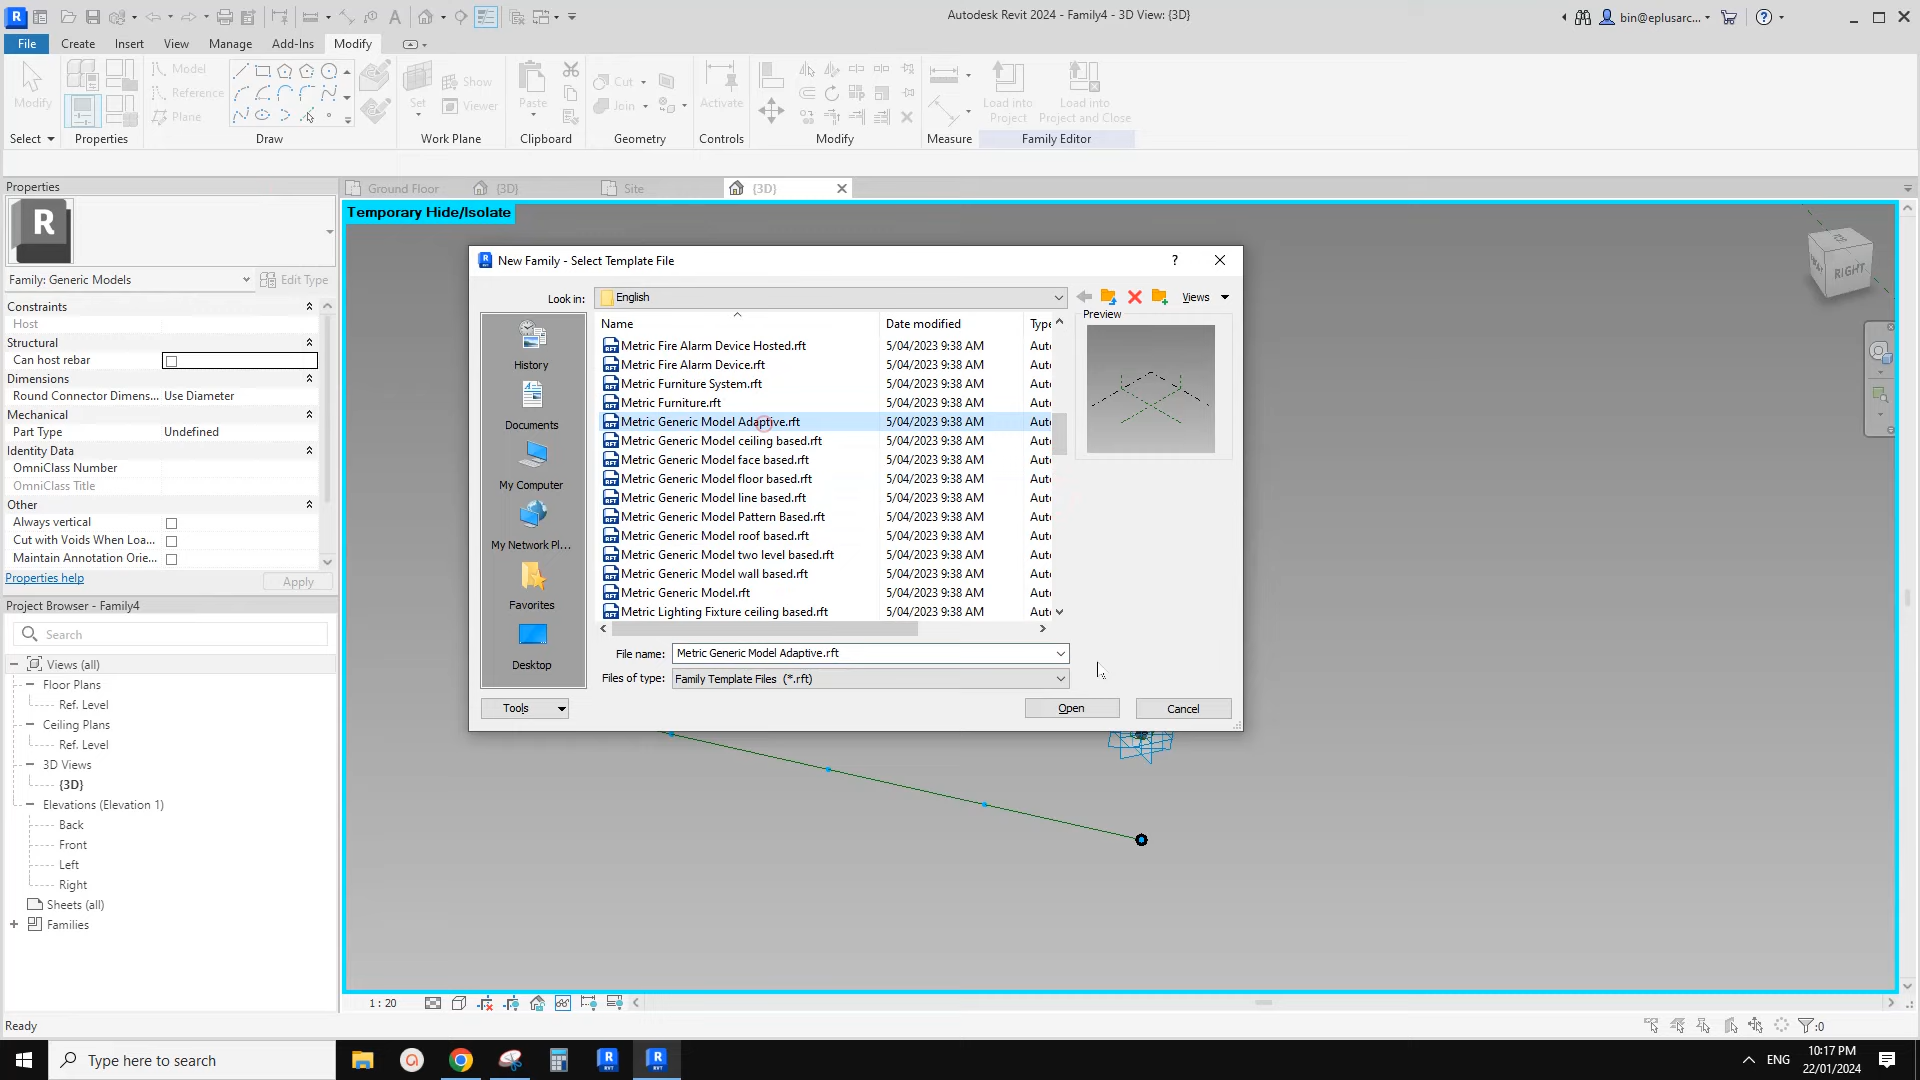 Autodesk Revit 2024 - Family4 - 3D View: {3D}
bin@eplusarc...
File
Create
Insert
View
Manage
Add-Ins
Modify
Modify
Model
Reference
Plane
Set
Show
Viewer
Paste
Cut
Join
Activate
Load into
Project
Load into
Project and Close
Select
Properties
Draw
Work Plane
Clipboard
Geometry
Controls
Modify
Measure
Family Editor
Properties
R
Family: Generic Models
Edit Type
Constraints
Host
Structural
Can host rebar
Dimensions
Round Connector Dimens... Use Diameter
Mechanical
Part Type Undefined
Identity Data
OmniClass Number
OmniClass Title
Other
Always vertical
Cut with Voids When Loa...
Maintain Annotation Orie...
Properties help
Apply
Project Browser - Family4
Search
Views (all)
Floor Plans
Ref. Level
Ceiling Plans
Ref. Level
3D Views
{3D}
Elevations (Elevation 1)
Back
Front
Left
Right
Sheets (all)
Families
Ground Floor
{3D}
Site
{3D}
Temporary Hide/Isolate
RIGHT
New Family - Select Template File
Look in:
English
Views
Preview
History
Documents
My Computer
My Network Pl...
Favorites
Desktop
Name Date modified Type
Metric Fire Alarm Device Hosted.rft 5/04/2023 9:38 AM Aut
Metric Fire Alarm Device.rft 5/04/2023 9:38 AM Aut
Metric Furniture System.rft 5/04/2023 9:38 AM Aut
Metric Furniture.rft 5/04/2023 9:38 AM Aut
Metric Generic Model Adaptive.rft 5/04/2023 9:38 AM Aut
Metric Generic Model ceiling based.rft 5/04/2023 9:38 AM Aut
Metric Generic Model face based.rft 5/04/2023 9:38 AM Aut
Metric Generic Model floor based.rft 5/04/2023 9:38 AM Aut
Metric Generic Model line based.rft 5/04/2023 9:38 AM Aut
Metric Generic Model Pattern Based.rft 5/04/2023 9:38 AM Aut
Metric Generic Model roof based.rft 5/04/2023 9:38 AM Aut
Metric Generic Model two level based.rft 5/04/2023 9:38 AM Aut
Metric Generic Model wall based.rft 5/04/2023 9:38 AM Aut
Metric Generic Model.rft 5/04/2023 9:38 AM Aut
Metric Lighting Fixture ceiling based.rft 5/04/2023 9:38 AM Aut
File name: Metric Generic Model Adaptive.rft
Files of type: Family Template Files (*.rft)
Tools
Open
Cancel
1 : 20
Ready
:0
Type here to search
ENG
10:17 PM
22/01/2024